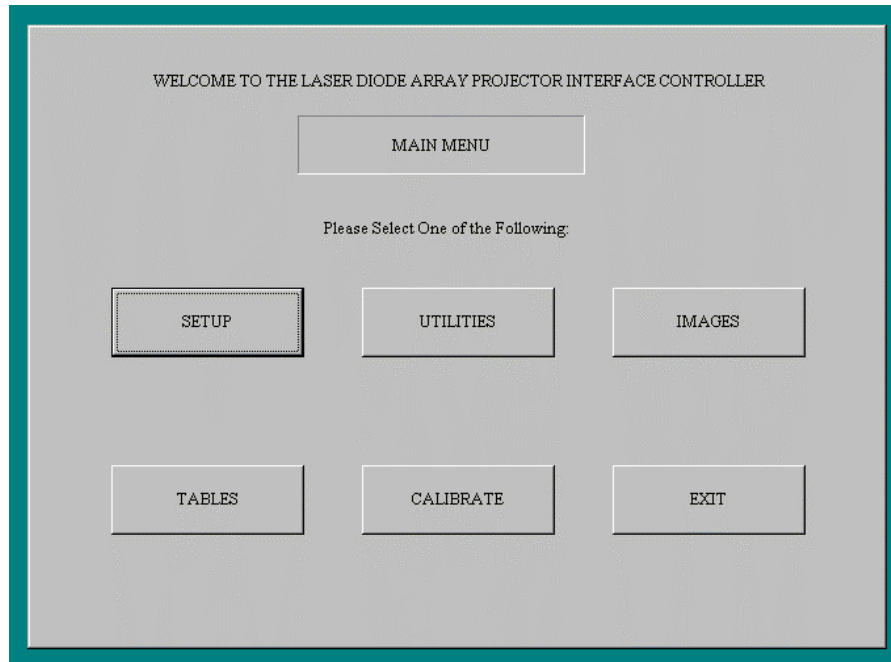 WELCOME TO THE LASER DIODE ARRAY PROJECTOR INTERFACE CONTROLLER
MAIN MENU
Please Select One of the Following:
SETUP UTILITIES IMAGES
TABLES CALIBRATE EXIT